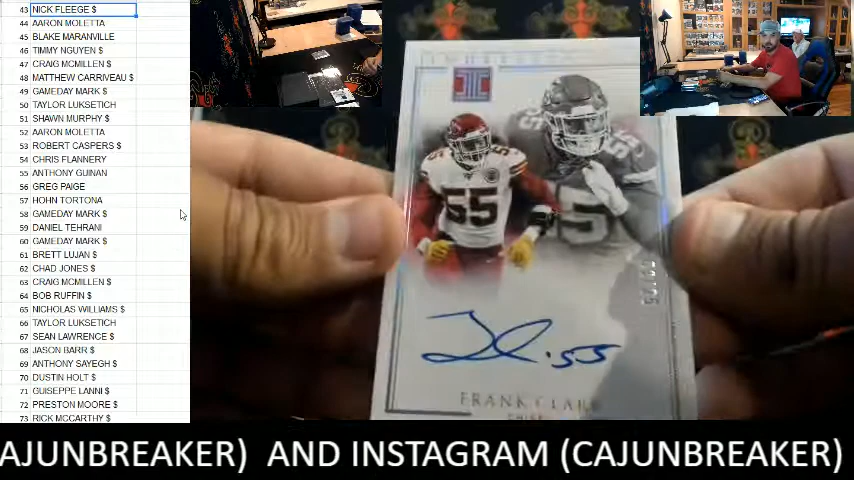 43 NICK FLEEGE $
44 AARON MOLETTA
45 BLAKE MARANVILLE
46 TIMMY NGUYEN $
47 CRAIG MCMILLEN $
48 MATTHEW CARRIVEAU $
49 GAMEDAY MARK $
50 TAYLOR LUKSETICH
51 SHAWN MURPHY $
52 AARON MOLETTA
53 ROBERT CASPERS $
54 CHRIS FLANNERY
55 ANTHONY GUINAN
56 GREG PAIGE
57 HOHN TORTONA
58 GAMEDAY MARK $
59 DANIEL TEHRANI
60 GAMEDAY MARK $
61 BRETT LUJAN $
62 CHAD JONES $
63 CRAIG MCMILLEN $
64 BOB RUFFIN $
65 NICHOLAS WILLIAMS $
66 TAYLOR LUKSETICH
67 SEAN LAWRENCE $
68 JASON BARR $
69 ANTHONY SAYEGH $
70 DUSTIN HOLT $
71 GUISEPPE LANNI $
72 PRESTON MOORE $
73 RICK MCCARTHY $
55
55
55
FRANK CLARK
CHIEFS
AJUNBREAKER) AND INSTAGRAM (CAJUNBREAKER)